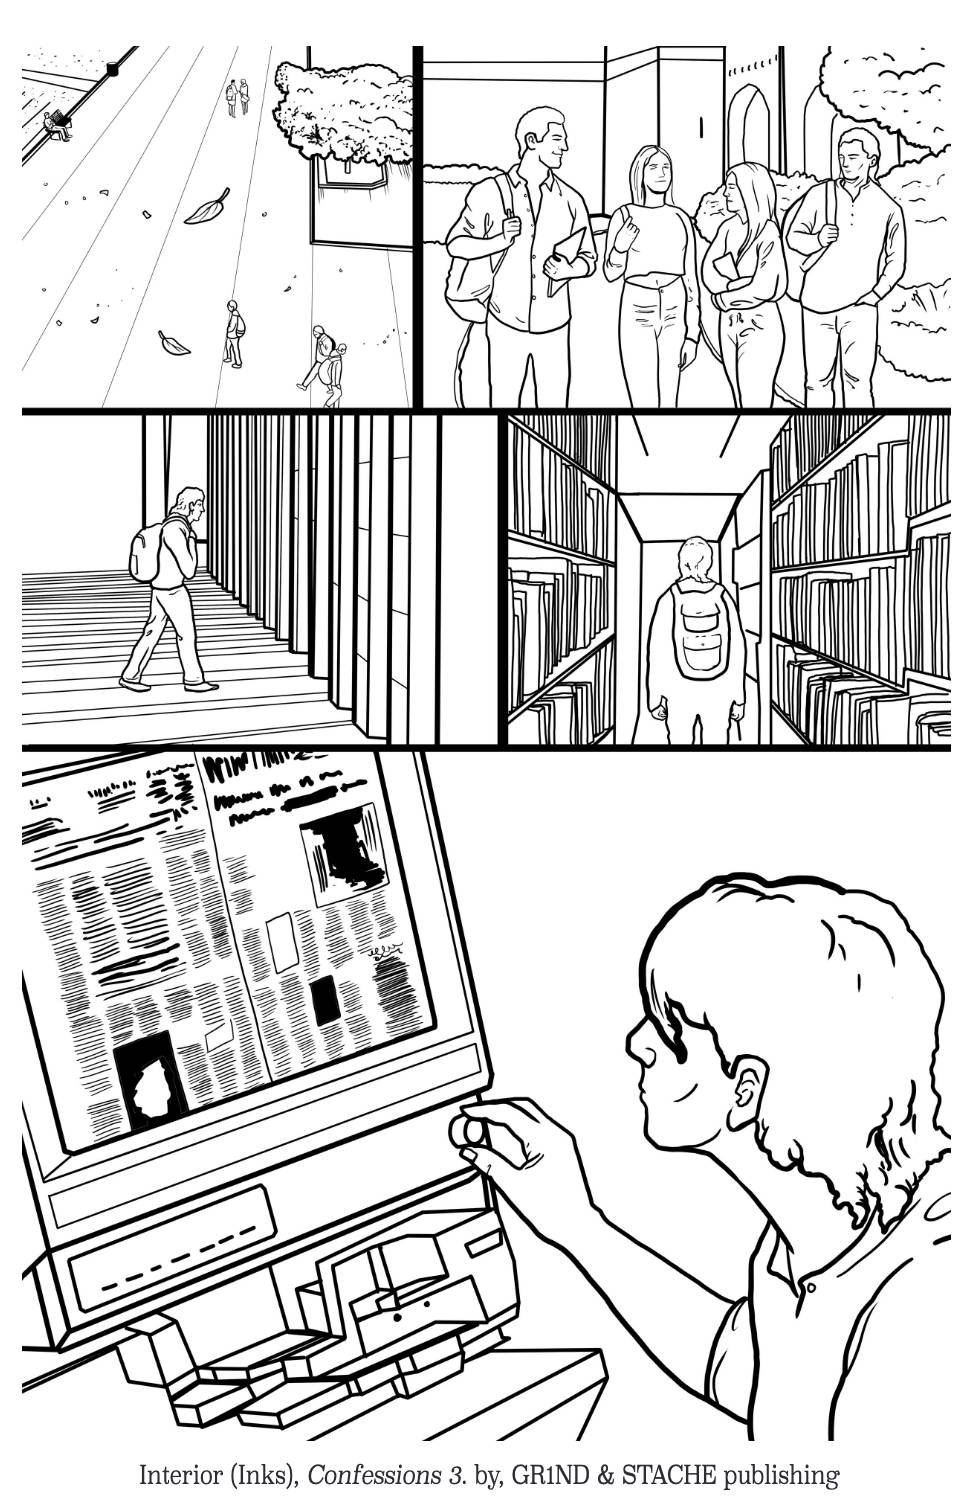 Interior (Inks), Confessions 3. by, GR1ND & STACHE publishing